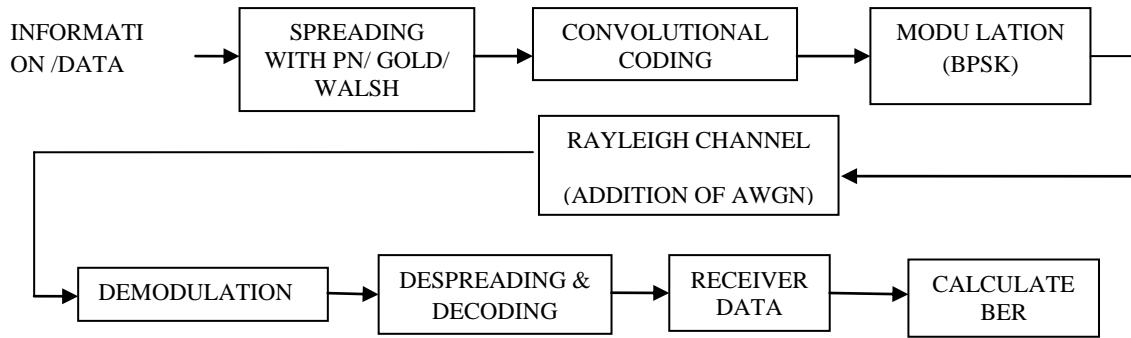 INFORMATI
ON /DATA
SPREADING
WITH PN/ GOLD/
WALSH
CONVOLUTIONAL
CODING
MODU LATION
(BPSK)
RAYLEIGH CHANNEL
(ADDITION OF AWGN)
DEMODULATION
DESPREADING &
DECODING
RECEIVER
DATA
CALCULATE
BER